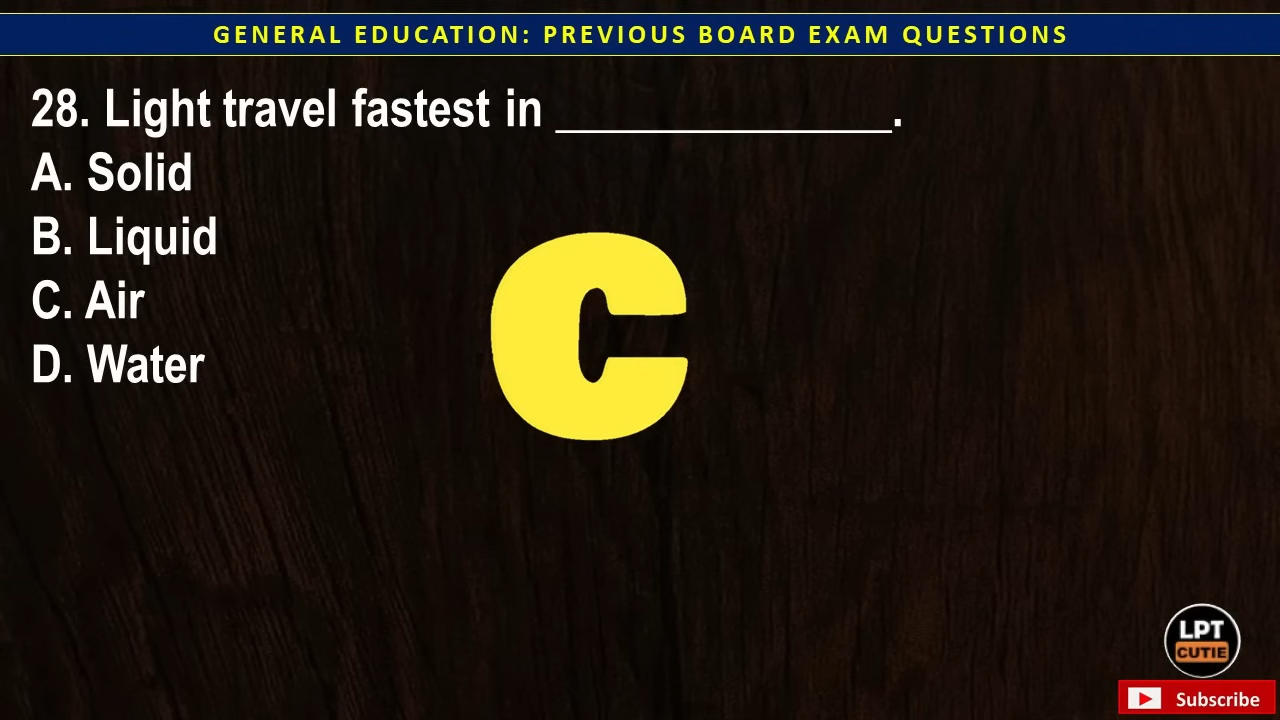 GENERAL EDUCATION: PREVIOUS BOARD EXAM QUESTIONS
28. Light travel fastest in ______________.
A. Solid
B. Liquid
C. Air
D. Water
C
LPT
CUTIE
Subscribe